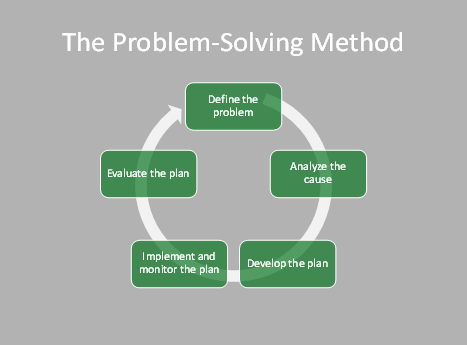 The Problem-Solving Method
Define the
problem
Analyze the
cause
Develop the plan
Implement and
monitor the plan
Evaluate the plan